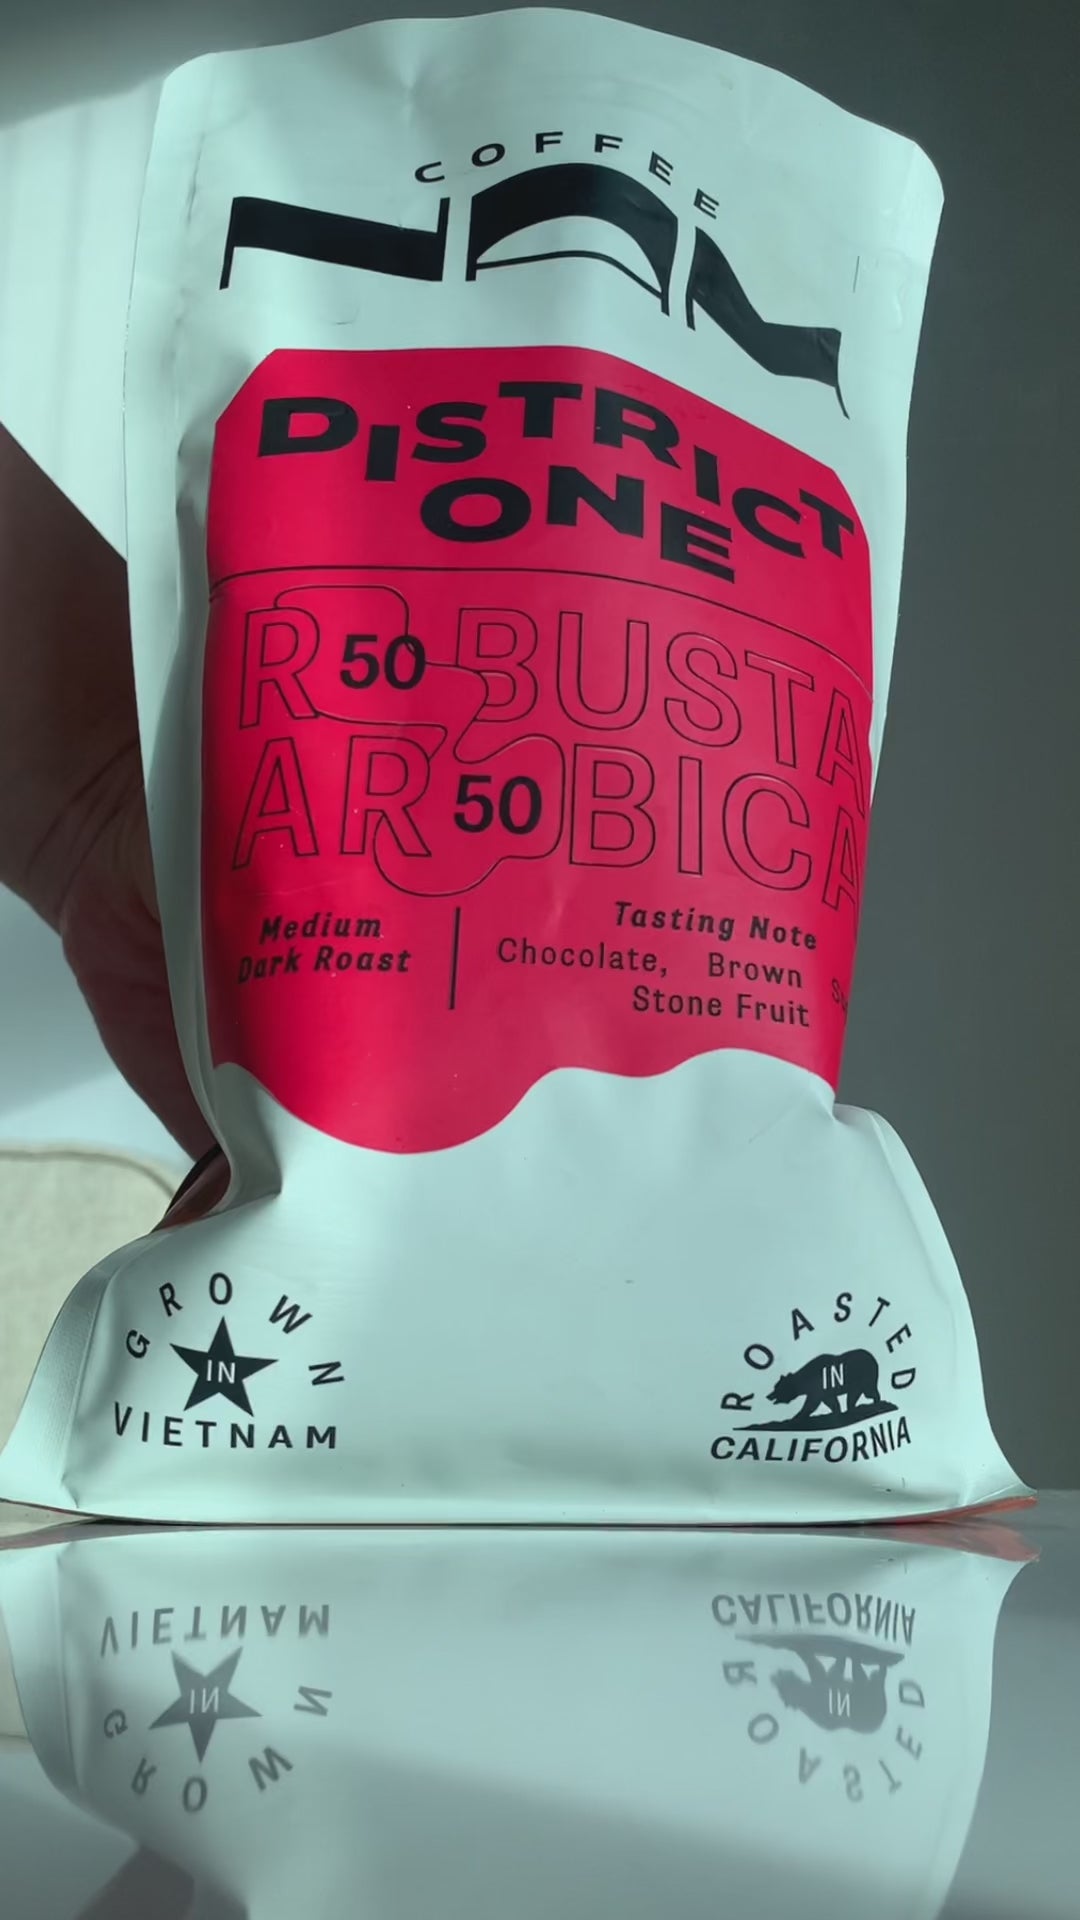 COFFEE
NAM
DISTRICT
ONE
R 50 BUSTA
AR 50 BICA
Medium
Dark Roast
Tasting Note
Chocolate, Brown
Stone Fruit
GROWN
IN
VIETNAM
ROASTED
IN
CALIFORNIA